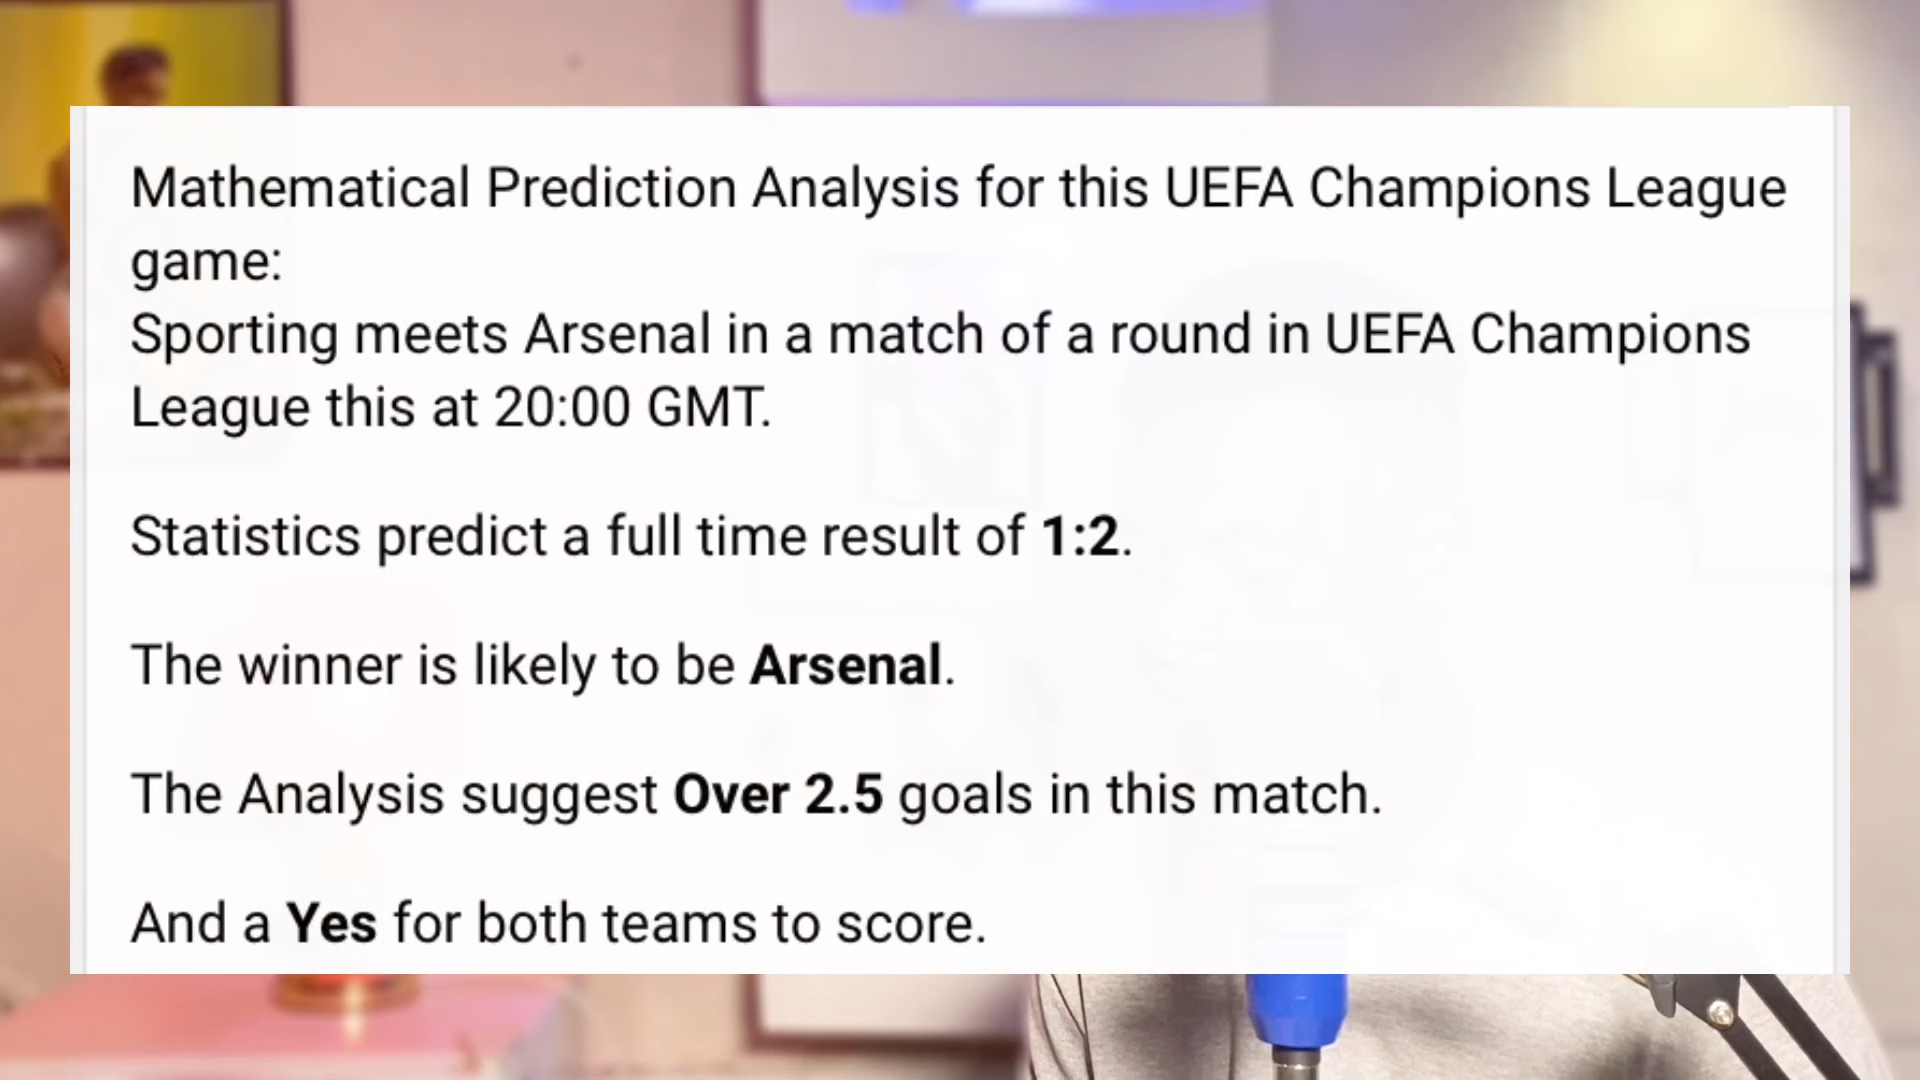 Mathematical Prediction Analysis for this UEFA Champions League
game:
Sporting meets Arsenal in a match of a round in UEFA Champions
League this at 20:00 GMT.
Statistics predict a full time result of 1:2.
The winner is likely to be Arsenal.
The Analysis suggest Over 2.5 goals in this match.
And a Yes for both teams to score.